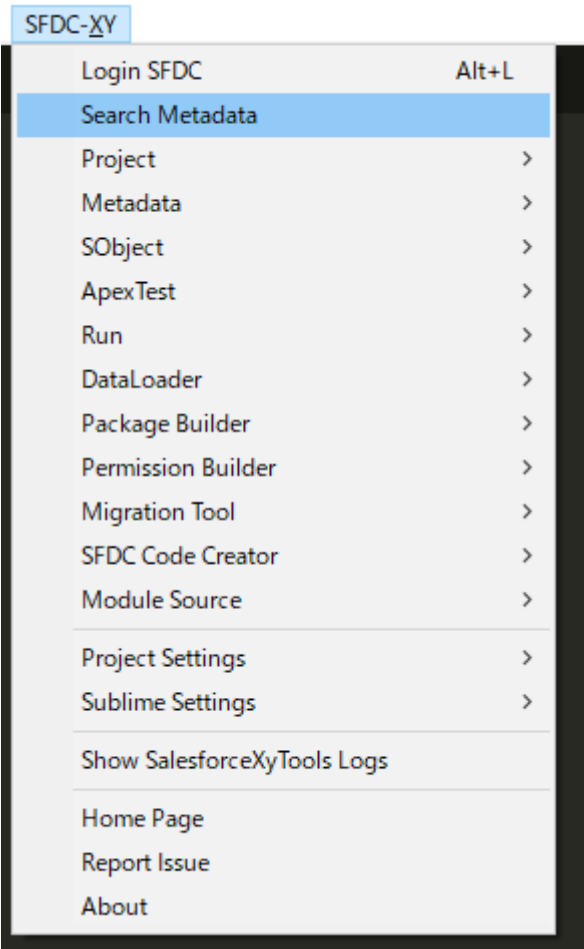 SFDC-XY
Login SFDC Alt+L
Search Metadata
Project
Metadata
SObject
ApexTest
Run
DataLoader
Package Builder
Permission Builder
Migration Tool
SFDC Code Creator
Module Source
Project Settings
Sublime Settings
Show SalesforceXyTools Logs
Home Page
Report Issue
About